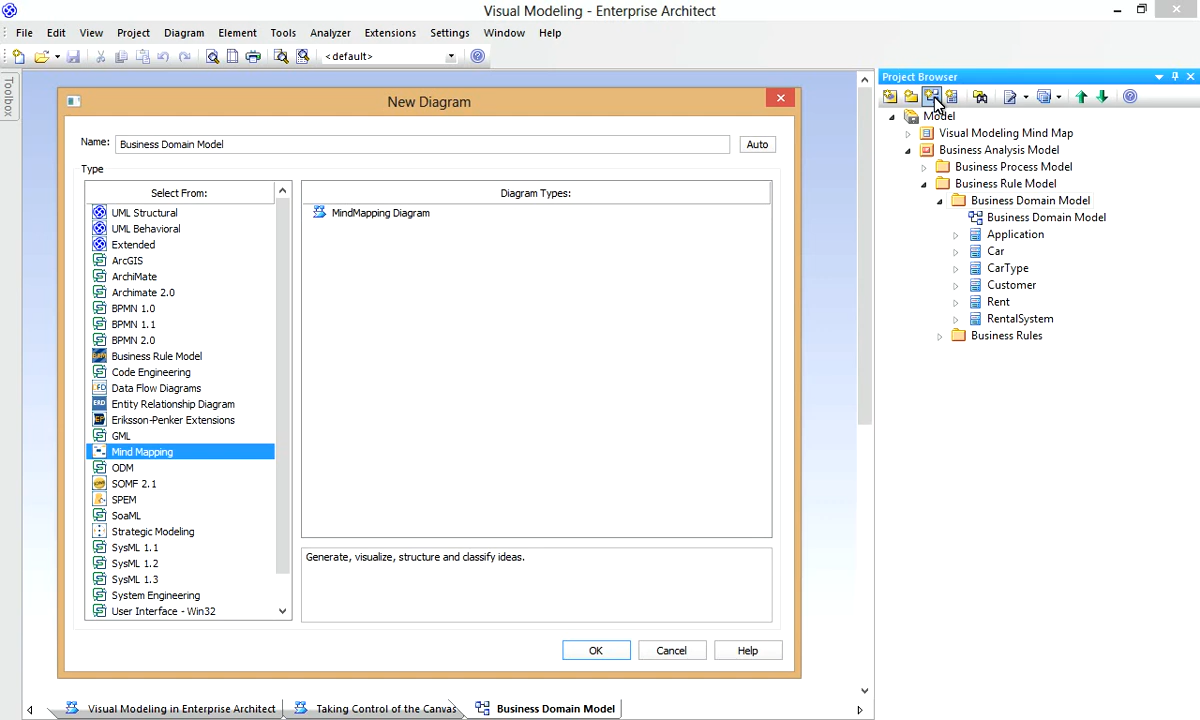 Visual Modeling - Enterprise Architect
File Edit View Project Diagram Element Tools Analyzer Extensions Settings Window Help
<default>
Toolbox
New Diagram
Name: Business Domain Model Auto
Type
Select From:
UML Structural
UML Behavioral
Extended
ArcGIS
ArchiMate
Archimate 2.0
BPMN 1.0
BPMN 1.1
BPMN 2.0
Business Rule Model
Code Engineering
Data Flow Diagrams
Entity Relationship Diagram
Eriksson-Penker Extensions
GML
Mind Mapping
ODM
SOMF 2.1
SPEM
SoaML
Strategic Modeling
SysML 1.1
SysML 1.2
SysML 1.3
System Engineering
User Interface - Win32
Diagram Types:
MindMapping Diagram
Generate, visualize, structure and classify ideas.
OK Cancel Help
Project Browser
Model
Visual Modeling Mind Map
Business Analysis Model
Business Process Model
Business Rule Model
Business Domain Model
Business Domain Model
Application
Car
CarType
Customer
Rent
RentalSystem
Business Rules
Visual Modeling in Enterprise Architect Taking Control of the Canvas Business Domain Model